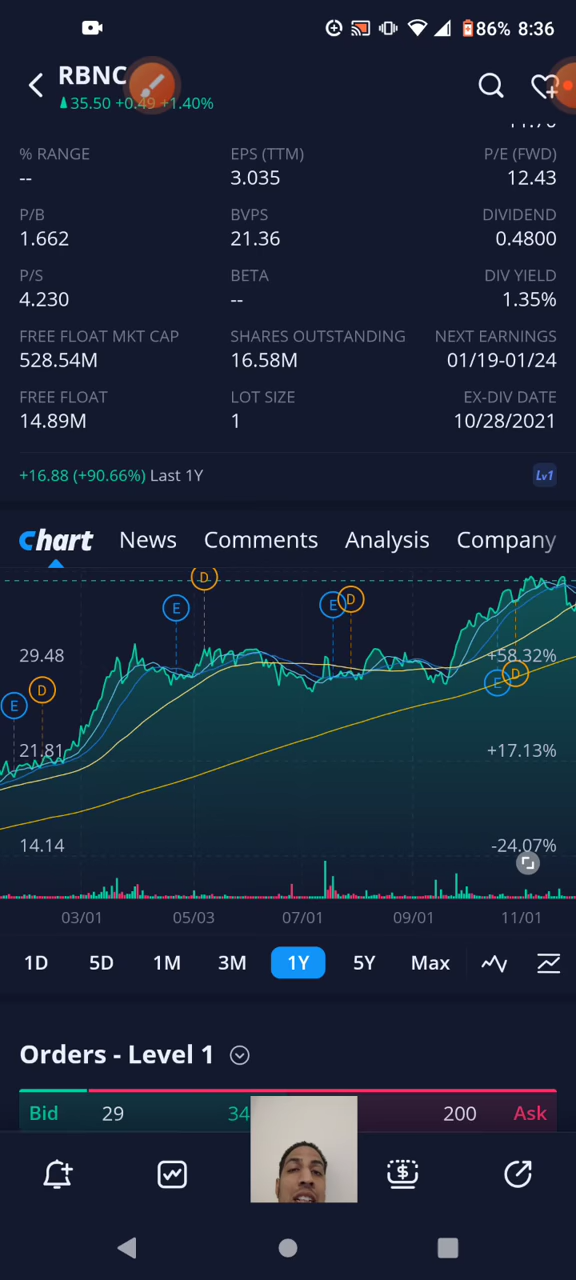 86% 8:36
RBNC
35.50 +0.49 +1.40%
% RANGE EPS (TTM) P/E (FWD)
-- 3.035 12.43
P/B BVPS DIVIDEND
1.662 21.36 0.4800
P/S BETA DIV YIELD
4.230 -- 1.35%
FREE FLOAT MKT CAP SHARES OUTSTANDING NEXT EARNINGS
528.54M 16.58M 01/19-01/24
FREE FLOAT LOT SIZE EX-DIV DATE
14.89M 1 10/28/2021
+16.88 (+90.66%) Last 1Y Lv1
Chart News Comments Analysis Company
D
E E D
29.48 +58.32%
E D E D
21.81 +17.13%
14.14 -24.07%
03/01 05/03 07/01 09/01 11/01
1D 5D 1M 3M 1Y 5Y Max
Orders - Level 1
Bid 29 34 200 Ask